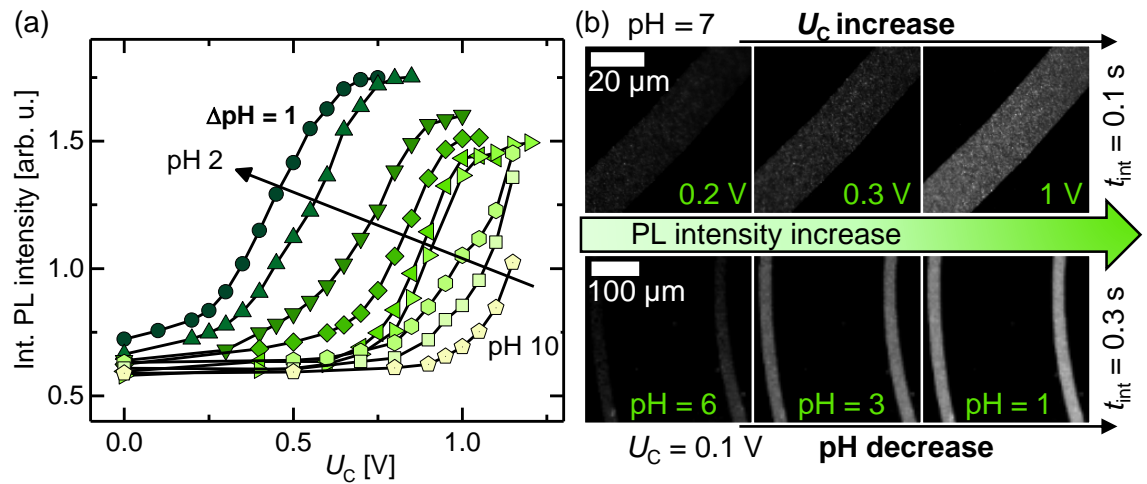 (a)
Int. PL intensity [arb. u.]
1.5
1.0
0.5
0.0
0.5
1.0
U_C [V]
ΔpH = 1
pH 2
pH 10
(b)
pH = 7
U_C increase
20 µm
0.2 V
0.3 V
1 V
t_int = 0.1 s
PL intensity increase
100 µm
pH = 6
pH = 3
pH = 1
t_int = 0.3 s
U_C = 0.1 V
pH decrease